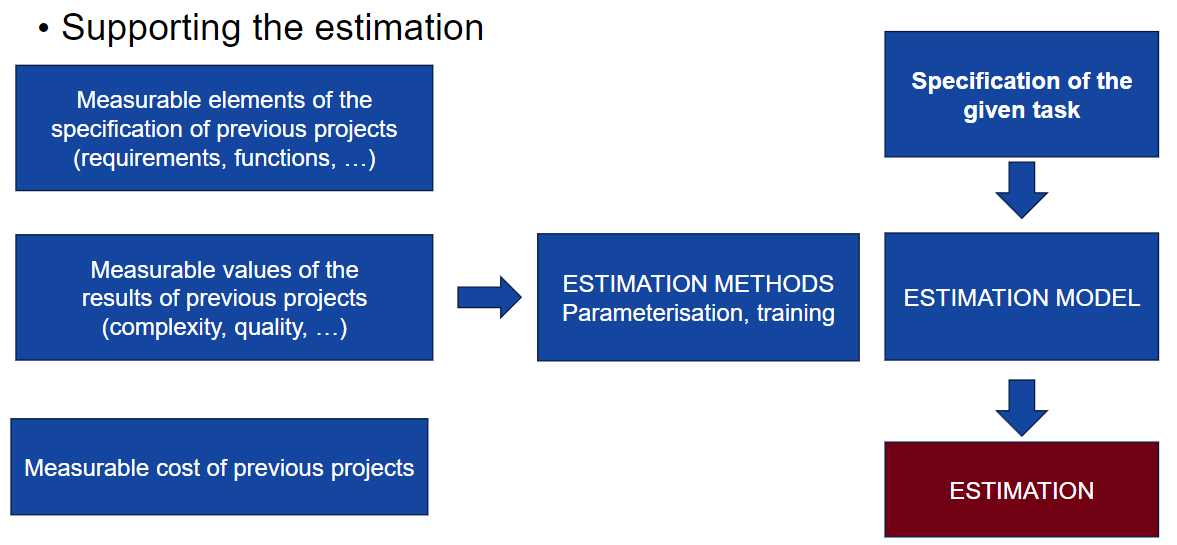 • Supporting the estimation
Measurable elements of the
specification of previous projects
(requirements, functions, …)
Measurable values of the
results of previous projects
(complexity, quality, …)
Measurable cost of previous projects
ESTIMATION METHODS
Parameterisation, training
Specification of the
given task
ESTIMATION MODEL
ESTIMATION